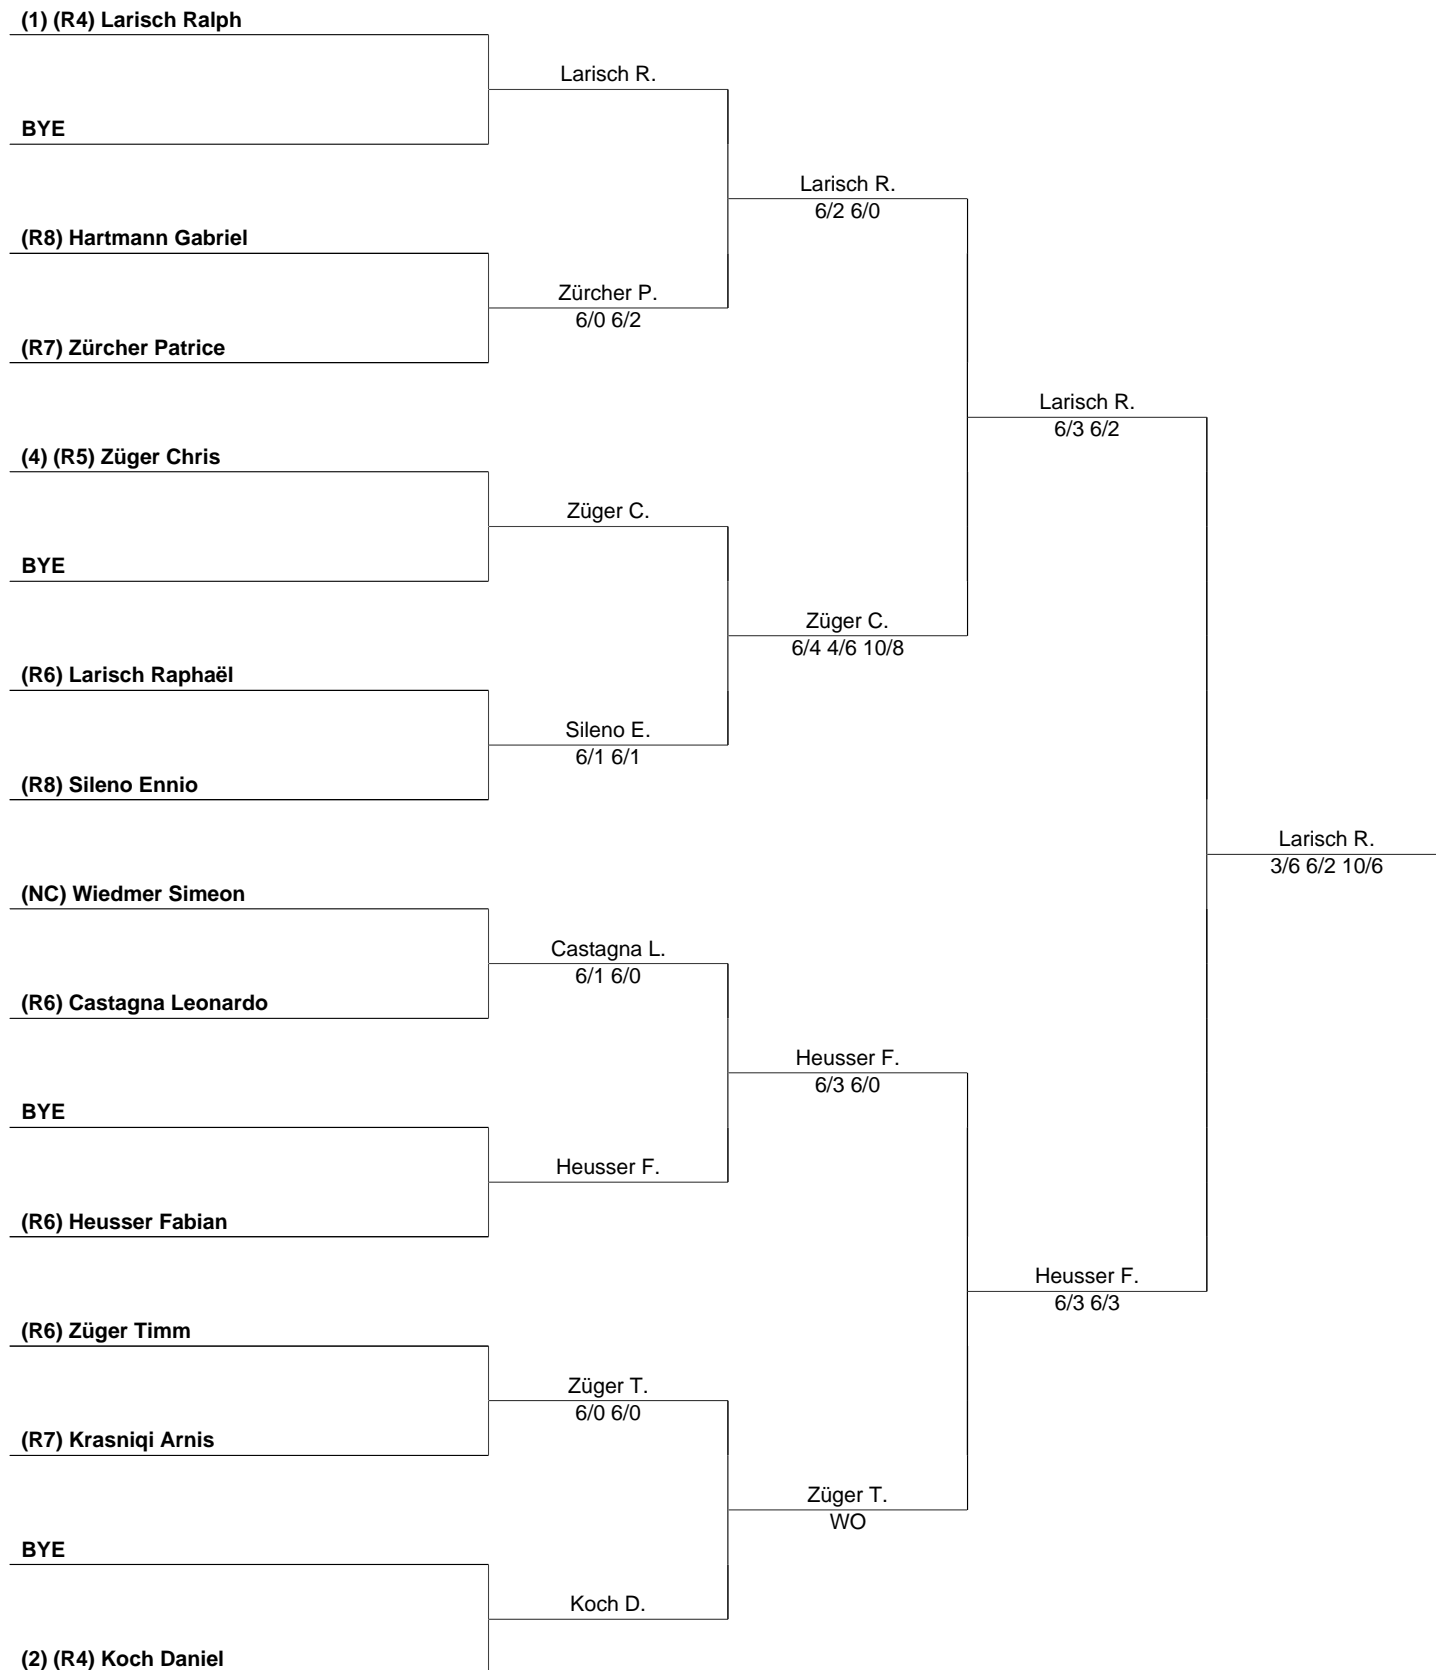 (1) (R4) Larisch Ralph
Larisch R.
BYE
Larisch R.
6/2 6/0
(R8) Hartmann Gabriel
Zürcher P.
6/0 6/2
(R7) Zürcher Patrice
Larisch R.
6/3 6/2
(4) (R5) Züger Chris
Züger C.
BYE
Züger C.
6/4 4/6 10/8
(R6) Larisch Raphaël
Sileno E.
6/1 6/1
(R8) Sileno Ennio
Larisch R.
3/6 6/2 10/6
(NC) Wiedmer Simeon
Castagna L.
6/1 6/0
(R6) Castagna Leonardo
Heusser F.
6/3 6/0
BYE
Heusser F.
(R6) Heusser Fabian
Heusser F.
6/3 6/3
(R6) Züger Timm
Züger T.
6/0 6/0
(R7) Krasniqi Arnis
Züger T.
WO
BYE
Koch D.
(2) (R4) Koch Daniel